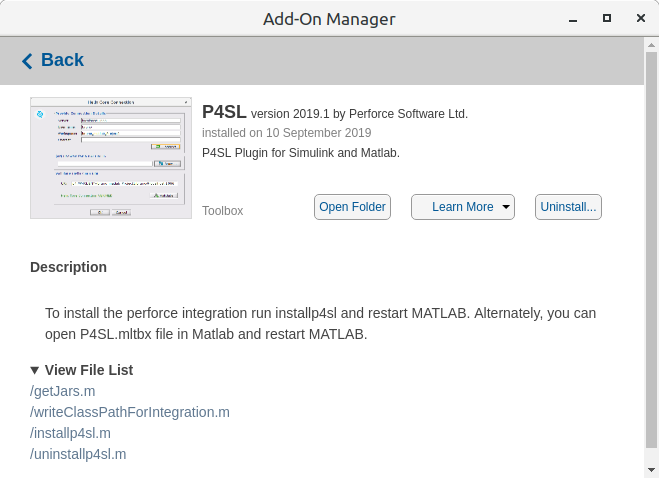 Add-On Manager
Back
P4SL version 2019.1 by Perforce Software Ltd.
installed on 10 September 2019
P4SL Plugin for Simulink and Matlab.
Toolbox
Open Folder
Learn More
Uninstall...
Description
To install the perforce integration run installp4sl and restart MATLAB. Alternately, you can
open P4SL.mltbx file in Matlab and restart MATLAB.
View File List
/getJars.m
/writeClassPathForIntegration.m
/installp4sl.m
/uninstallp4sl.m